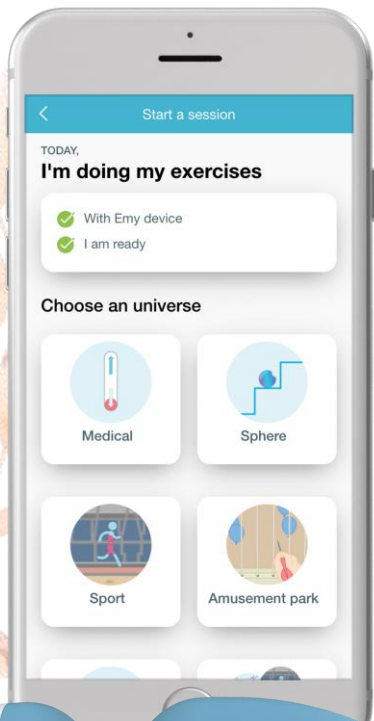 Start a session
TODAY,
I'm doing my exercises
With Emy device
I am ready
Choose an universe
Medical
Sphere
Sport
Amusement park